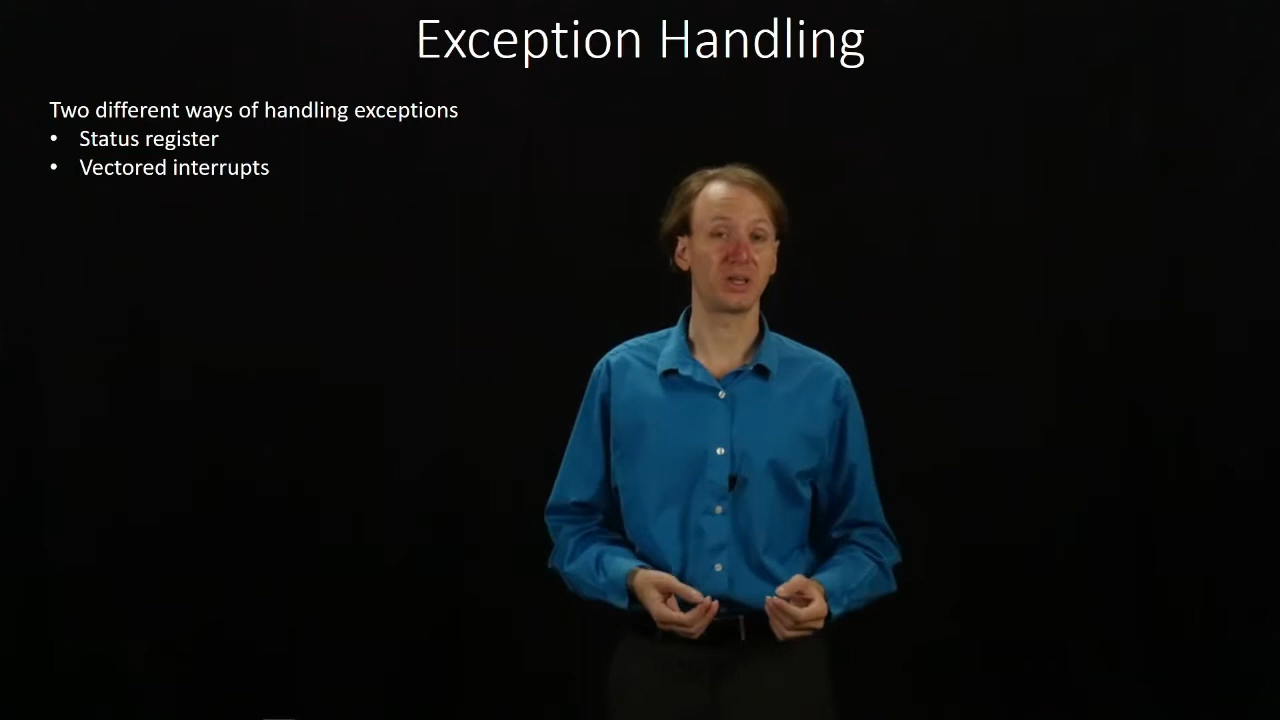 Exception Handling
Two different ways of handling exceptions
• Status register
• Vectored interrupts